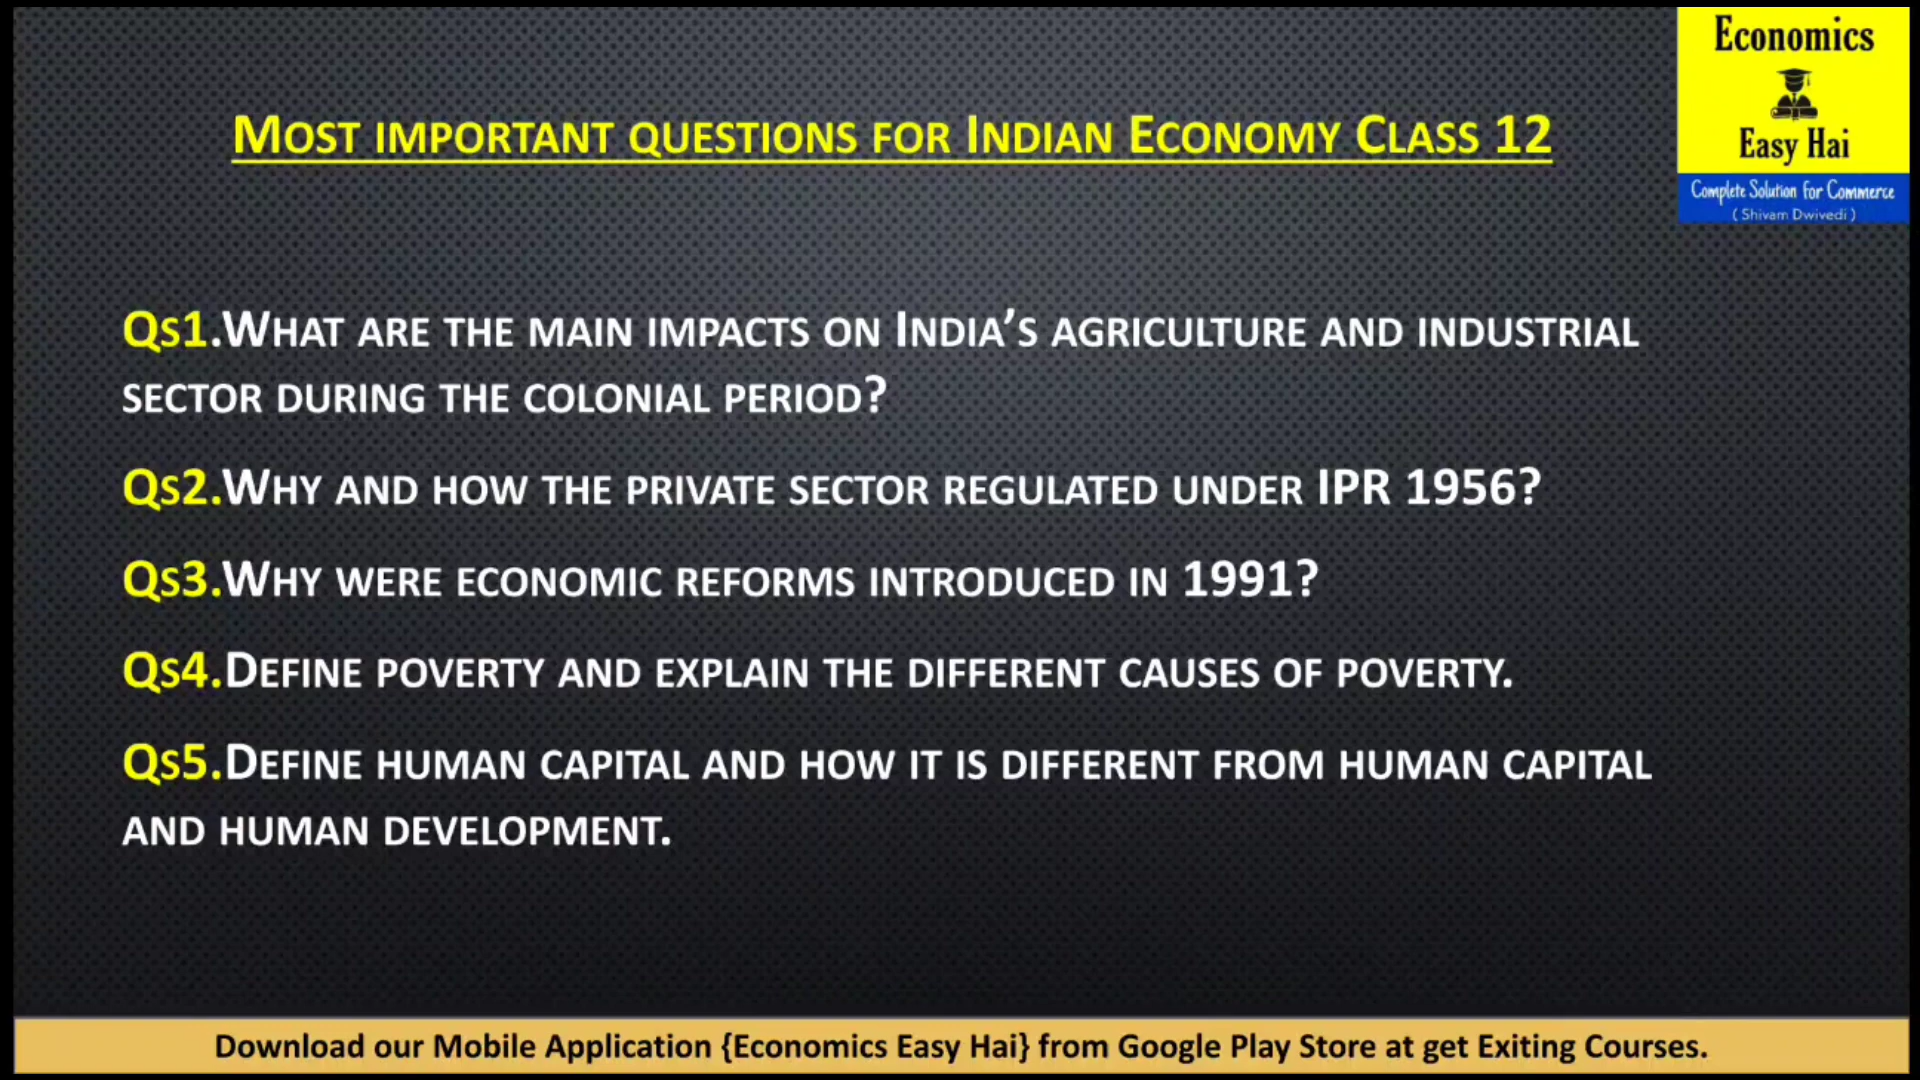 Economics
Easy Hai
Complete Solution for Commerce
( Shivam Dwivedi )
Most important questions for Indian Economy Class 12
Qs1.What are the main impacts on India’s agriculture and industrial
sector during the colonial period?
Qs2.Why and how the private sector regulated under IPR 1956?
Qs3.Why were economic reforms introduced in 1991?
Qs4.Define poverty and explain the different causes of poverty.
Qs5.Define human capital and how it is different from human capital
and human development.
Download our Mobile Application {Economics Easy Hai} from Google Play Store at get Exiting Courses.